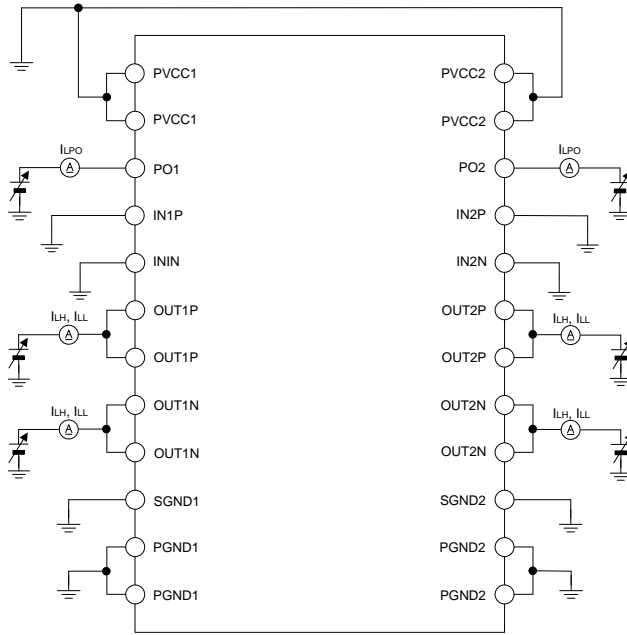 PVCC1
PVCC2
PVCC1
PVCC2
ILPO
A
PO1
PO2
ILPO
A
IN1P
IN2P
ININ
IN2N
OUT1P
OUT2P
ILH, ILL
A
ILH, ILL
A
OUT1P
OUT2P
OUT1N
OUT2N
ILH, ILL
A
ILH, ILL
A
OUT1N
OUT2N
SGND1
SGND2
PGND1
PGND2
PGND1
PGND2